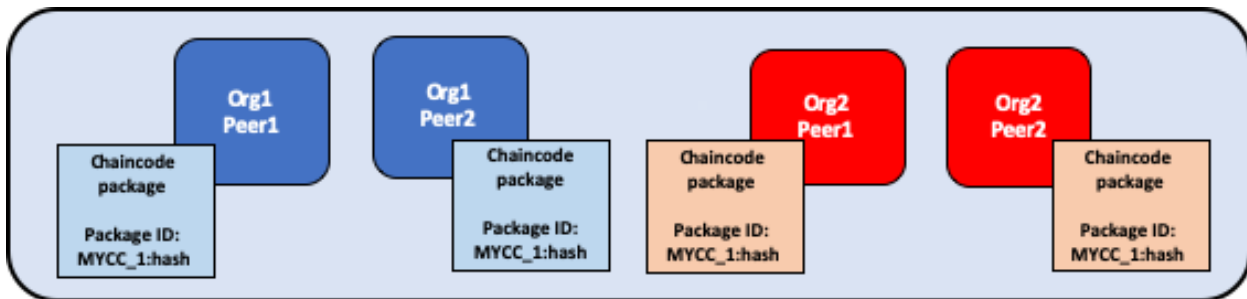 Org1
Peer1
Org1
Peer2
Org2
Peer1
Org2
Peer2
Chaincode
package
Package ID:
MYCC_1:hash
Chaincode
package
Package ID:
MYCC_1:hash
Chaincode
package
Package ID:
MYCC_1:hash
Chaincode
package
Package ID:
MYCC_1:hash